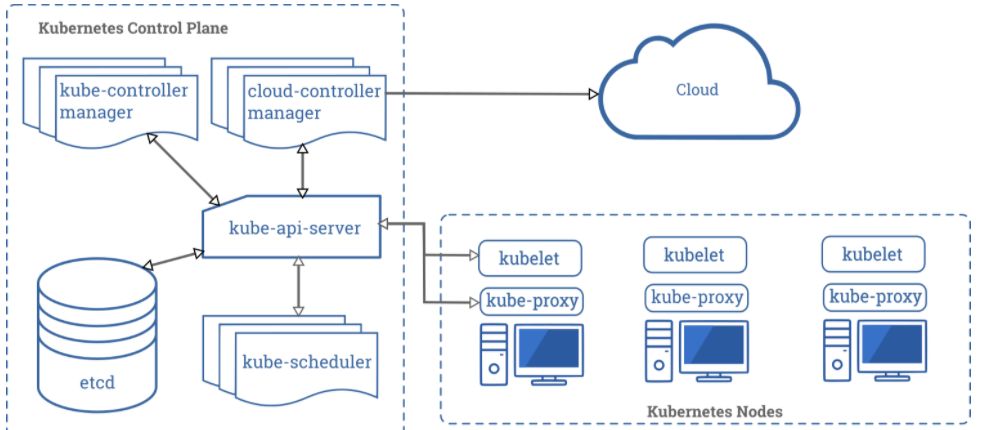 Kubernetes Control Plane
kube-controller
manager
cloud-controller
manager
Cloud
kube-api-server
etcd
kube-scheduler
kubelet
kube-proxy
kubelet
kube-proxy
kubelet
kube-proxy
Kubernetes Nodes